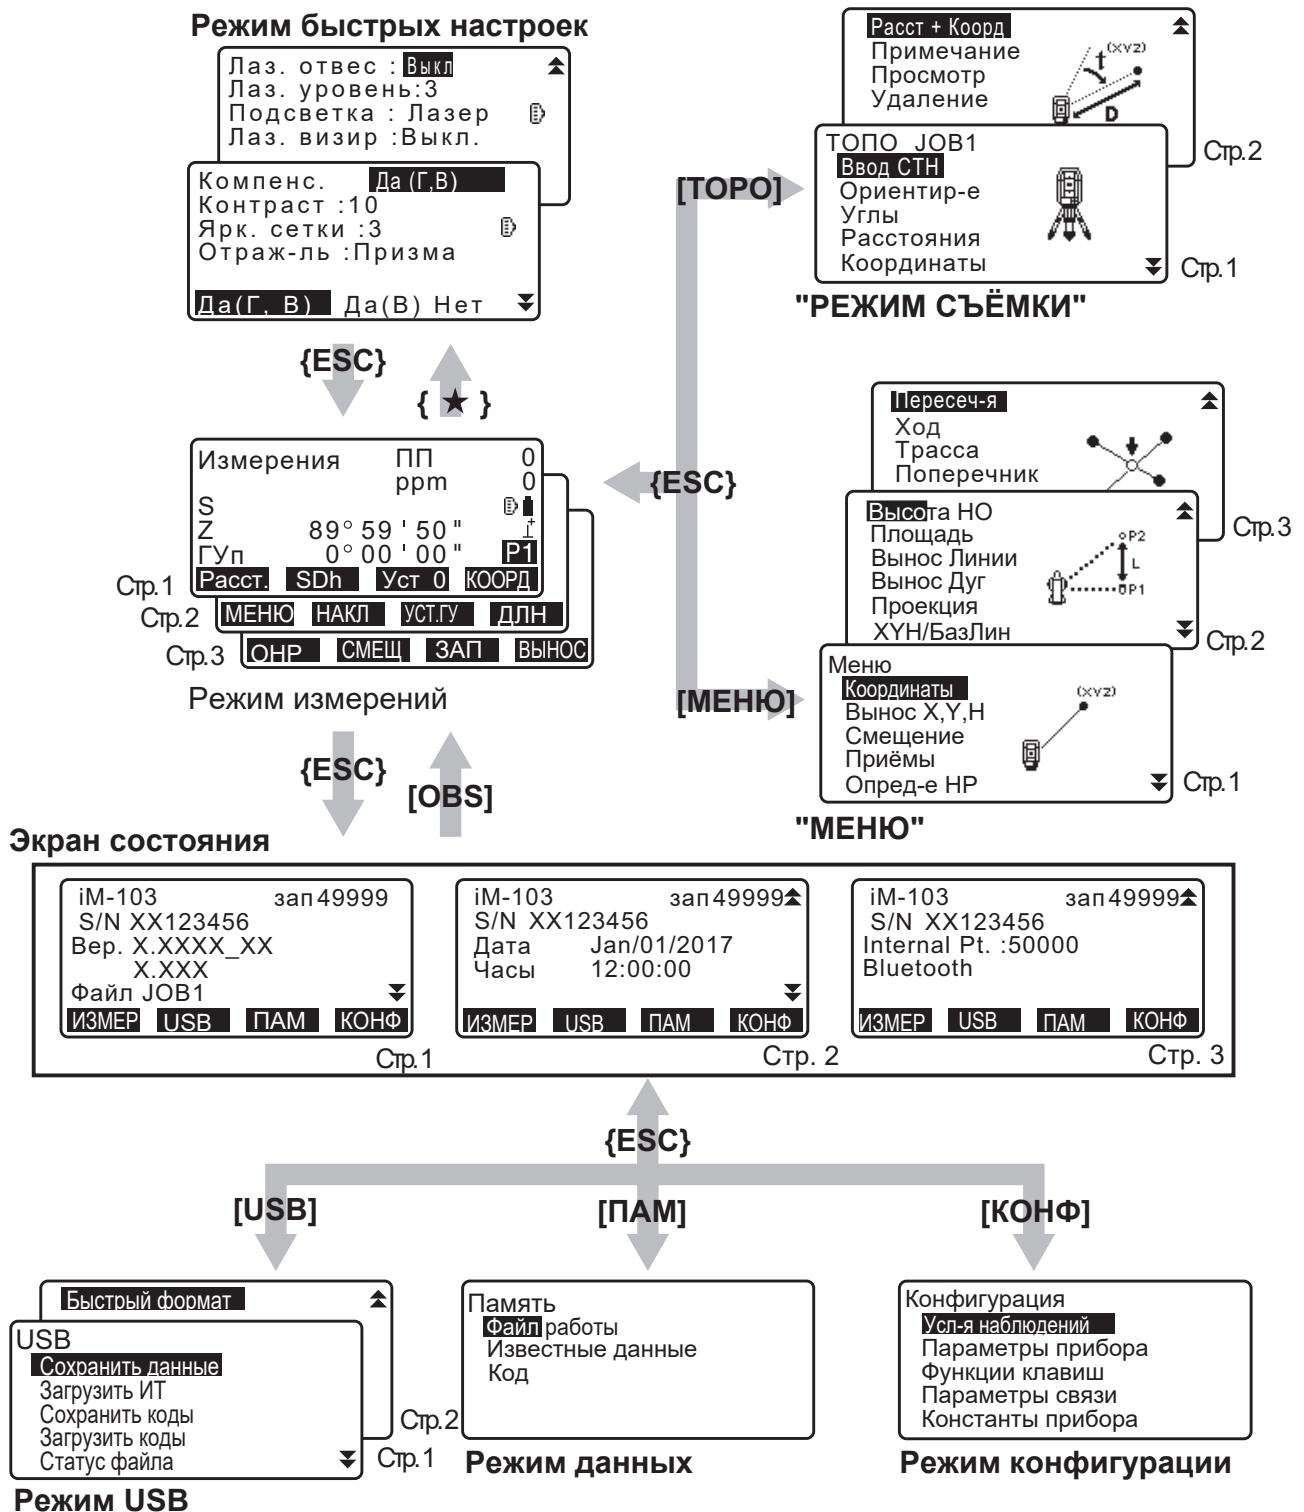 Режим быстрых настроек
Лаз. отвес : Выкл
Лаз. уровень:3
Подсветка : Лазер
Лаз. визир :Выкл.
Компенс. Да (Г,В)
Контраст :10
Ярк. сетки :3
Отраж-ль :Призма
Да(Г, В) Да(В) Нет
{ESC}
{ ★ }
Измерения ПП 0
ppm 0
S
Z 89° 59 ' 50 "
ГУп 0° 00 ' 00 " P1
Расст. SDh Уст 0 КООРД
Стр.1
МЕНЮ НАКЛ УСТ.ГУ ДЛН
Стр.2
ОНР СМЕЩ ЗАП ВЫНОС
Стр.3
Режим измерений
{ESC}
[OBS]
[TOPO]
{ESC}
[МЕНЮ]
Расст + Коорд
Примечание
Просмотр
Удаление
(XYZ)
t
D
Стр.2
ТОПО JOB1
Ввод СТН
Ориентир-е
Углы
Расстояния
Координаты
Стр.1
"РЕЖИМ СЪЁМКИ"
Пересеч-я
Ход
Трасса
Поперечник
Стр.3
Высота НО
Площадь
Вынос Линии
Вынос Дуг
Проекция
XYH/БазЛин
P2
L
P1
Стр.2
Меню
Координаты
Вынос X,Y,H
Смещение
Приёмы
Опред-е НР
(XYZ)
Стр.1
"МЕНЮ"
Экран состояния
iM-103 зап 49999
S/N XX123456
Вер. X.XXXX_XX
X.XXX
Файл JOB1
ИЗМЕР USB ПАМ КОНФ
Стр.1
iM-103 зап 49999
S/N XX123456
Дата Jan/01/2017
Часы 12:00:00
ИЗМЕР USB ПАМ КОНФ
Стр. 2
iM-103 зап 49999
S/N XX123456
Internal Pt. :50000
Bluetooth
ИЗМЕР USB ПАМ КОНФ
Стр. 3
{ESC}
[USB]
[ПАМ]
[КОНФ]
Быстрый формат
Стр.2
USB
Сохранить данные
Загрузить ИТ
Сохранить коды
Загрузить коды
Статус файла
Стр.1
Режим USB
Память
Файл работы
Известные данные
Код
Режим данных
Конфигурация
Усл-я наблюдений
Параметры прибора
Функции клавиш
Параметры связи
Константы прибора
Режим конфигурации